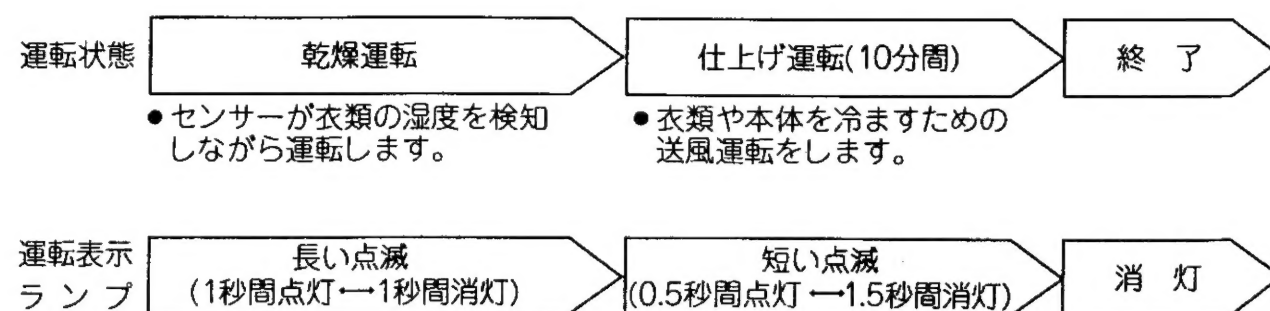 運転状態 乾燥運転 仕上げ運転(10分間) 終 了
●センサーが衣類の湿度を検知
しながら運転します。
●衣類や本体を冷ますための
送風運転をします。
運転表示
ランプ
長い点滅
(1秒間点灯↔1秒間消灯)
短い点滅
(0.5秒間点灯↔1.5秒間消灯)
消 灯